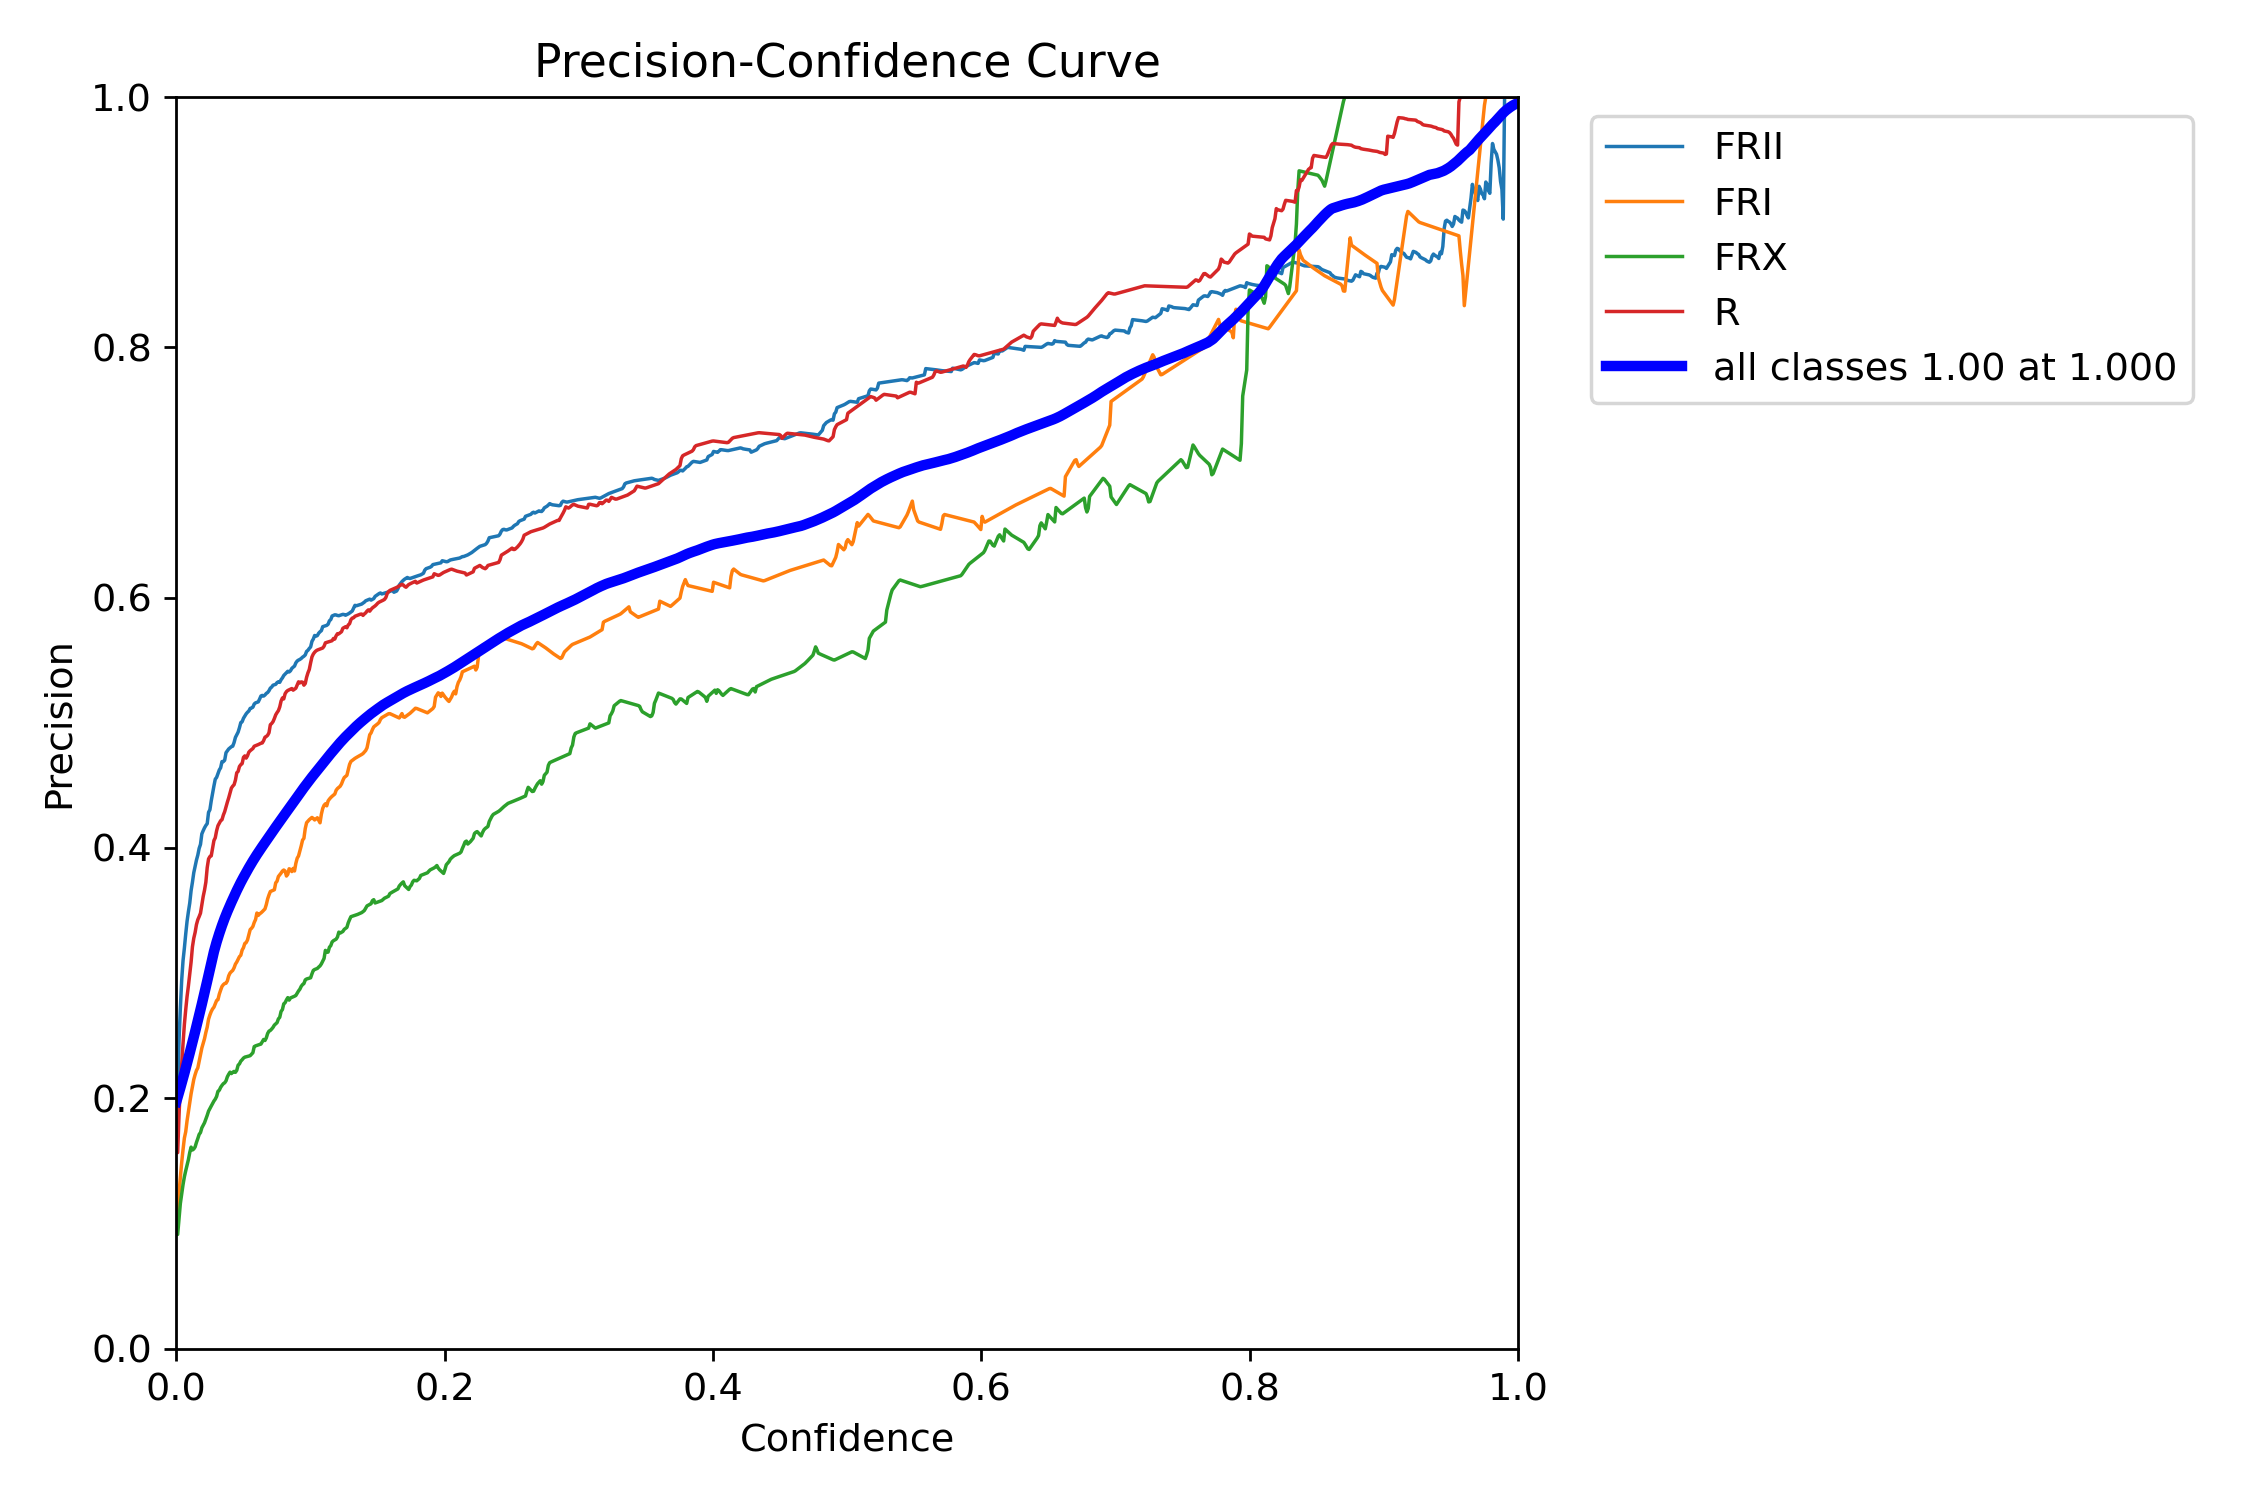 Precision-Confidence Curve
1.0
0.8
0.6
0.4
0.2
0.0
Precision
0.0 0.2 0.4 0.6 0.8 1.0
Confidence
FRII
FRI
FRX
R
all classes 1.00 at 1.000